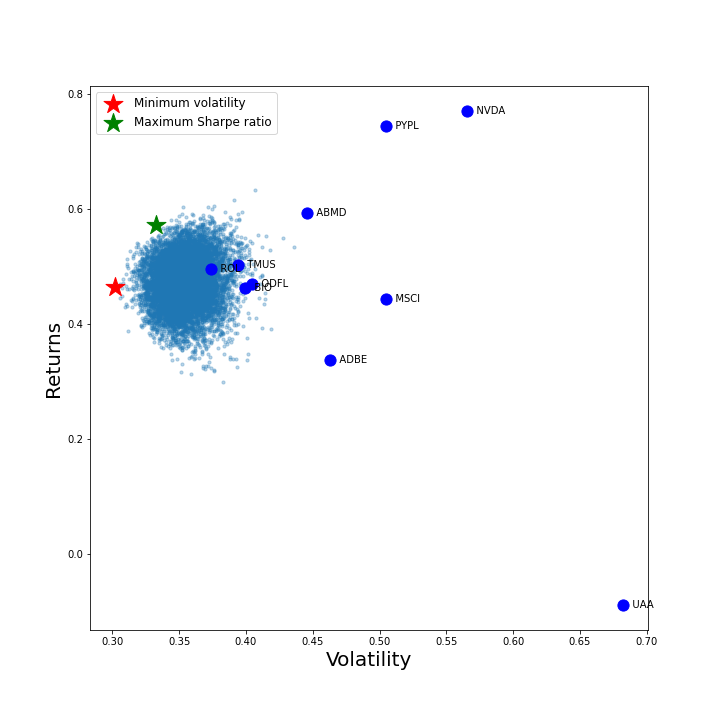 Minimum volatility
Maximum Sharpe ratio
NVDA
PYPL
ABMD
TMUS
ROL
ODFL
BIO
MSCI
ADBE
UAA
0.8
0.6
0.4
0.2
0.0
Returns
0.30 0.35 0.40 0.45 0.50 0.55 0.60 0.65 0.70
Volatility